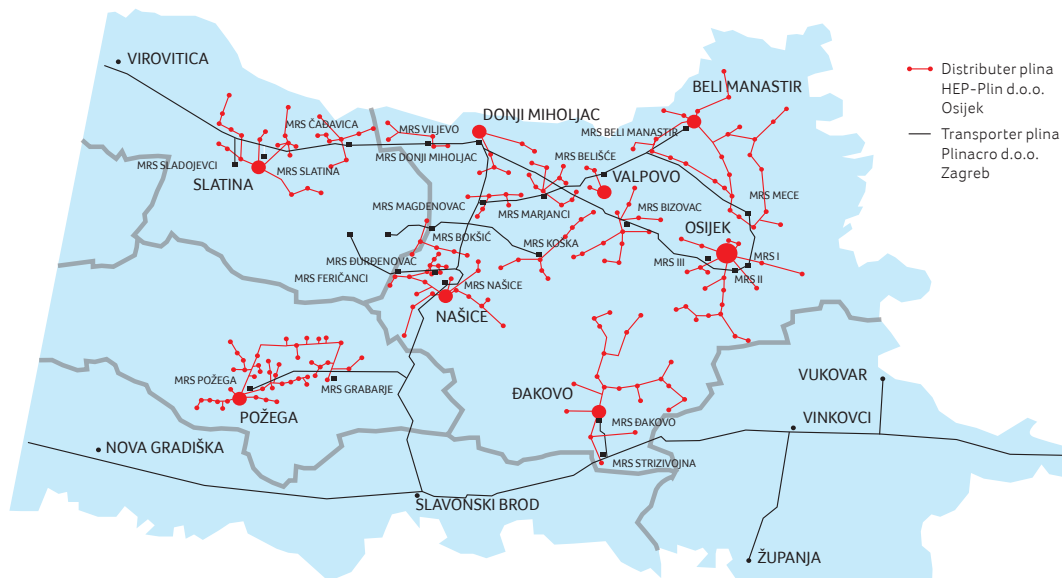 VIROVITICA
BELI MANASTIR
Distributer plina
HEP-Plin d.o.o.
Osijek
Transporter plina
Plinacro d.o.o.
Zagreb
DONJI MIHOLJAC
MRS ČAĐAVICA
MRS VILJEVO
MRS BELI MANASTIR
MRS SLADOJEVCI
MRS SLATINA
SLATINA
MRS DONJI MIHOLJAC
MRS BELIŠĆE
VALPOVO
MRS MECE
MRS MAGDENOVAC
MRS MARJANCI
MRS BIZOVAC
OSIJEK
MRS BOKŠIĆ
MRS KOSKA
MRS I
MRS III
MRS II
MRS ĐURĐENOVAC
MRS FERIČANCI
MRS NAŠICE
NAŠICE
MRS POŽEGA
MRS GRABARJE
POŽEGA
ĐAKOVO
VUKOVAR
MRS ĐAKOVO
VINKOVCI
NOVA GRADIŠKA
MRS STRIZIVOJNA
SLAVONSKI BROD
ŽUPANJA